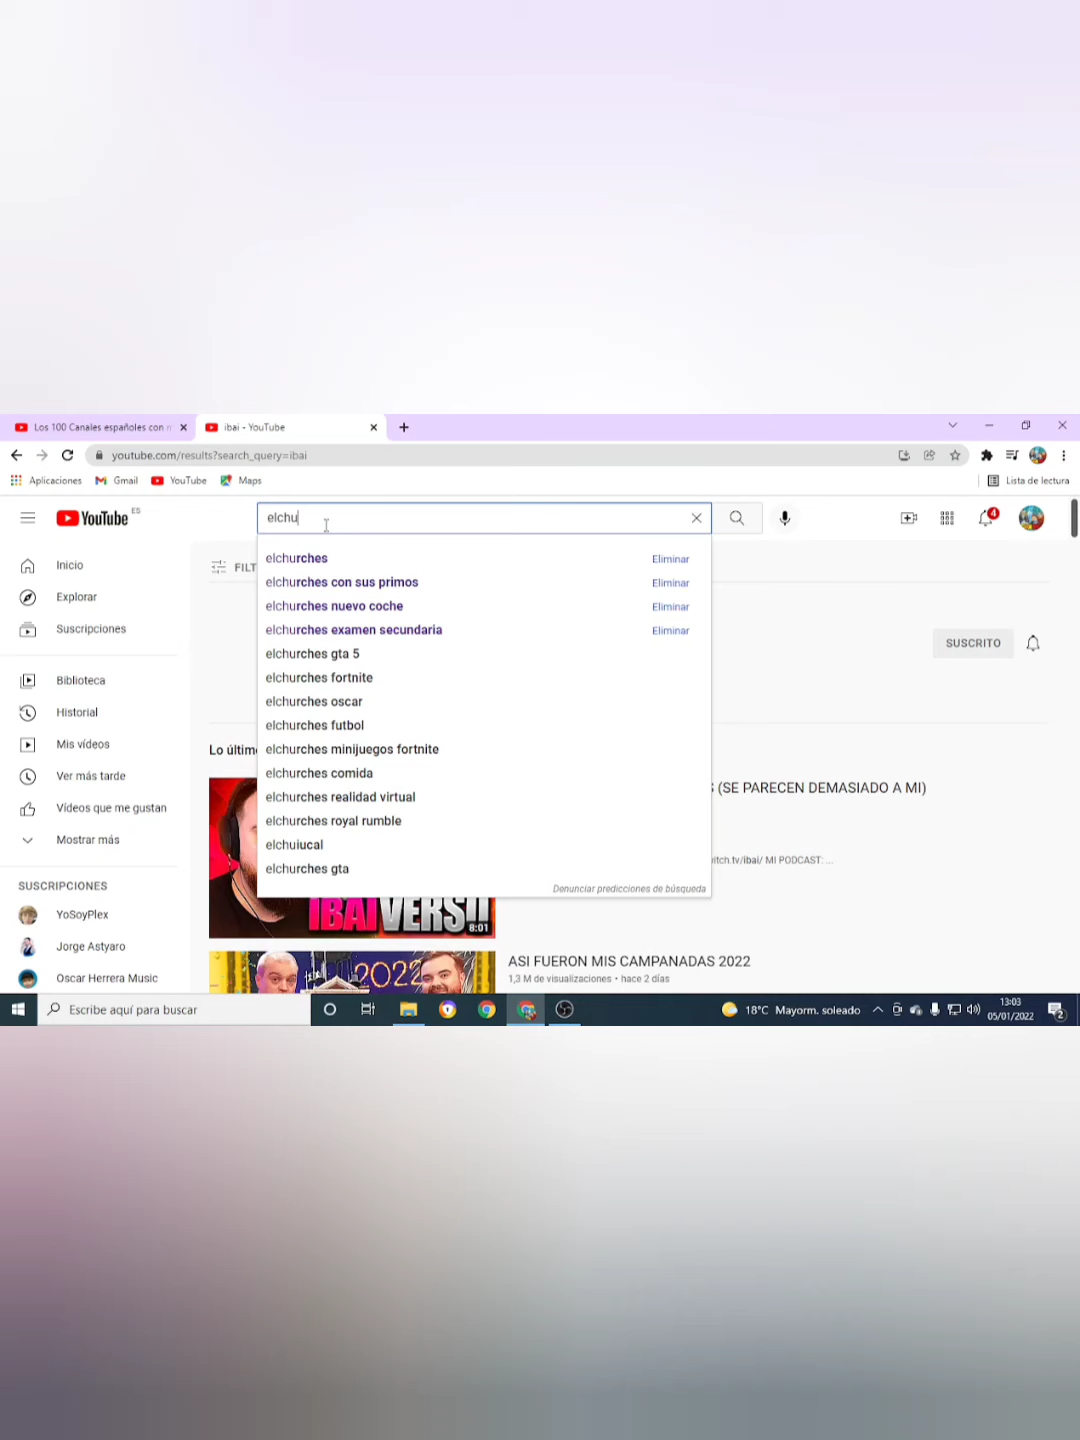 Los 100 Canales españoles con
ibai - YouTube
youtube.com/results?search_query=ibai
Aplicaciones
Gmail
YouTube
Maps
Lista de lectura
YouTube ES
elchu
4
Inicio
Explorar
Suscripciones
Biblioteca
Historial
Mis vídeos
Ver más tarde
Vídeos que me gustan
Mostrar más
SUSCRIPCIONES
YoSoyPlex
Jorge Astyaro
Oscar Herrera Music
FILT
elchurches Eliminar
elchurches con sus primos Eliminar
elchurches nuevo coche Eliminar
elchurches examen secundaria Eliminar
elchurches gta 5
elchurches fortnite
elchurches oscar
elchurches futbol
elchurches minijuegos fortnite
elchurches comida
elchurches realidad virtual
elchurches royal rumble
elchuiucal
elchurches gta
Denunciar predicciones de búsqueda
SUSCRITO
Lo últim
(SE PARECEN DEMASIADO A MI)
itch.tv/ibai/ MI PODCAST: ...
IBAIVERS
8:01
2022
ASI FUERON MIS CAMPANADAS 2022
1,3 M de visualizaciones • hace 2 días
Escribe aquí para buscar
18°C Mayorm. soleado
13:03
05/01/2022
2